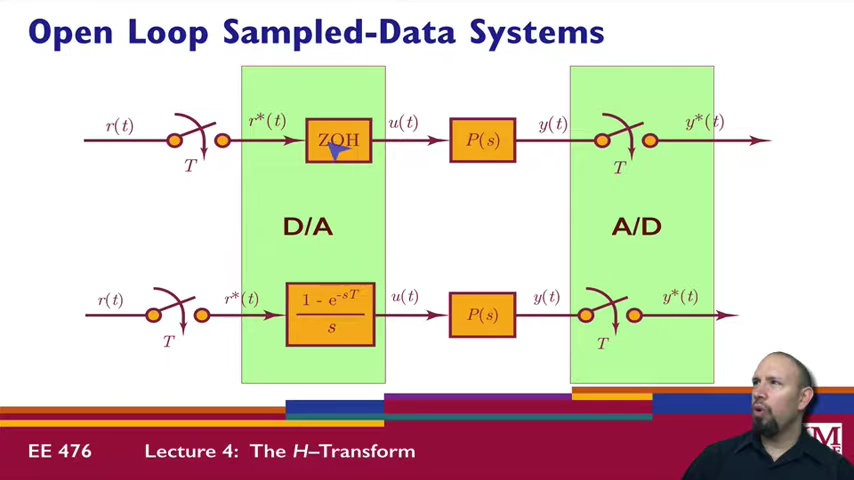 Open Loop Sampled-Data Systems
r(t) r*(t) ZOH u(t) P(s) y(t) y*(t)
T T
D/A A/D
r(t) r*(t) 1 - e^-sT u(t) P(s) y(t) y*(t)
s
T T
EE 476 Lecture 4: The H–Transform